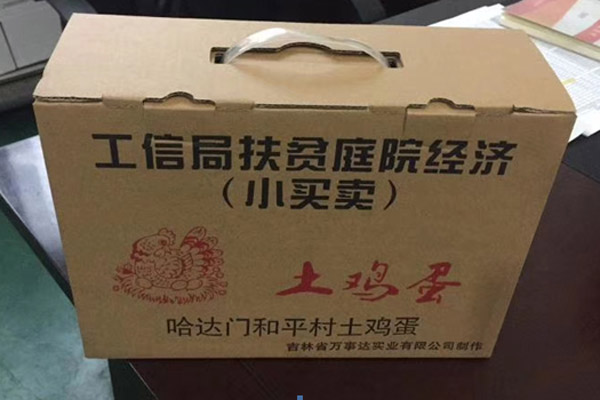 工信局扶贫庭院经济
（小买卖）
土鸡蛋
哈达门和平村土鸡蛋
吉林省万事达实业有限公司制作